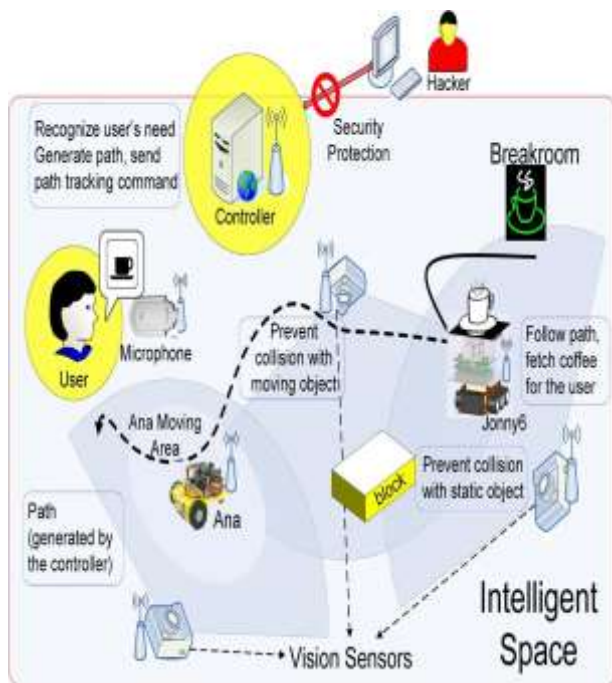 Hacker
Recognize user's need
Generate path, send
path tracking command
Controller
Security
Protection
Breakroom
User
Microphone
Prevent
collision with
moving object
Follow path,
fetch coffee
for the user
Jonny6
Ana Moving
Area
Ana
block
Prevent collision
with static object
Path
(generated by
the controller)
Vision Sensors
Intelligent
Space